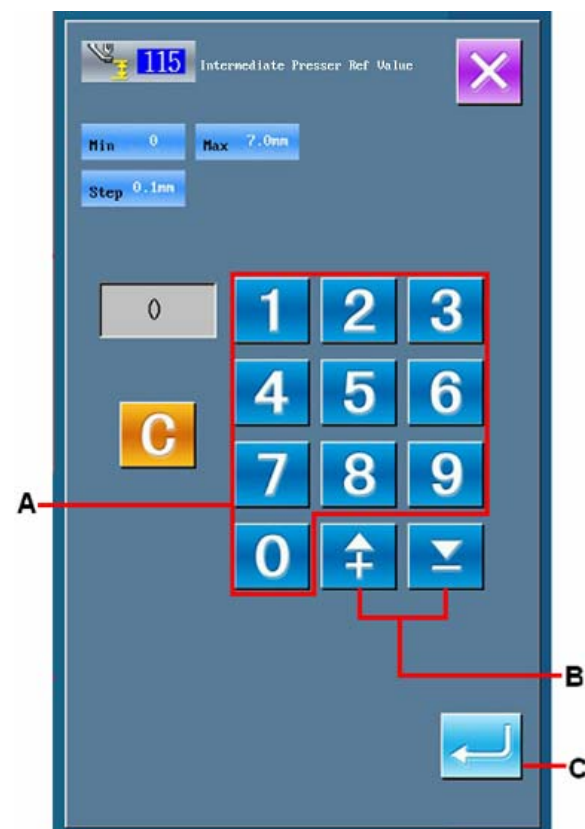 115 Intermediate Presser Ref Value
Min 0 Max 7.0mm
Step 0.1mm
0 1 2 3
4 5 6
C
7 8 9
A
0
B
C